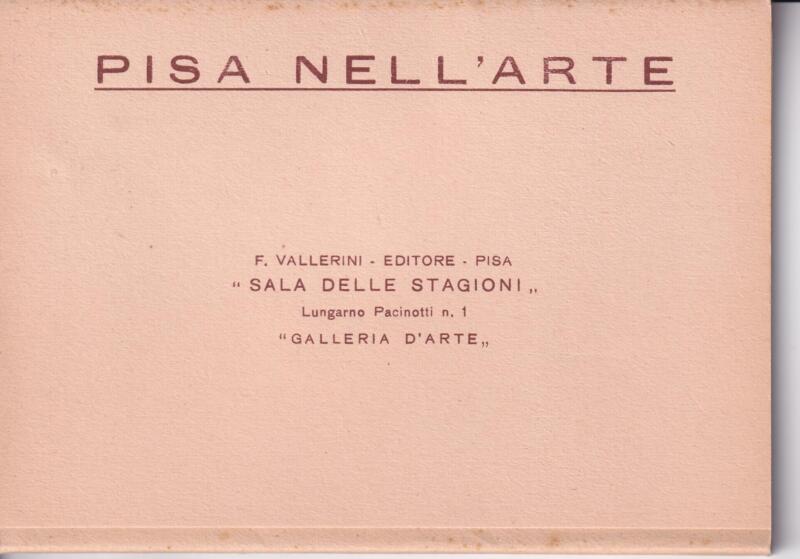 PISA NELL'ARTE
F. VALLERINI - EDITORE - PISA
“ SALA DELLE STAGIONI „
Lungarno Pacinotti n. 1
“GALLERIA D'ARTE„